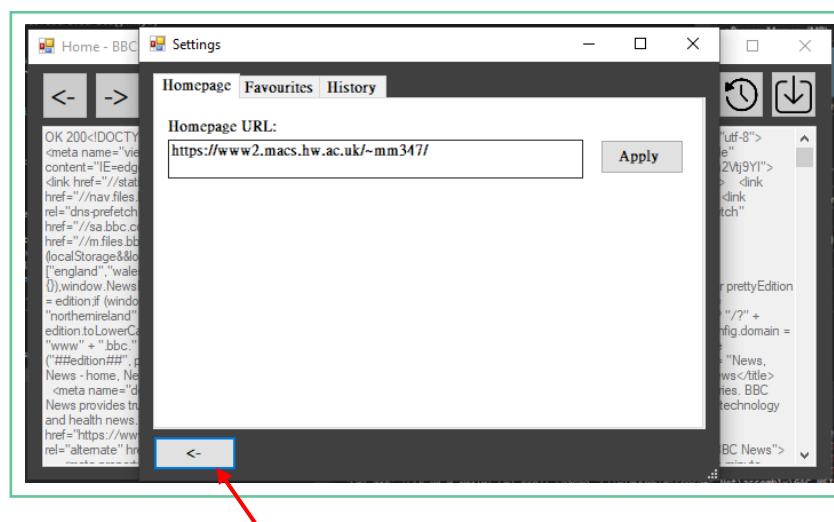 Home - BBC
Settings
<- ->
Homepage Favourites History
Homepage URL:
https://www2.macs.hw.ac.uk/~mm347/
Apply
<-
OK 200<!DOCTY
<meta name="vie
content="IE=edg
<link href="//stat
href="//nav.files.
rel="dns-prefetch
href="//sa.bbc.co
href="//m.files.bb
(localStorage&&lo
["england","wale
{}),window.News
= edition;if (windo
"northernireland"
edition.toLowerCa
"www" + ".bbc."
("##edition##", p
News - home, Ne
<meta name="d
News provides tru
and health news.
href="https://ww
rel="alternate" hre
"utf-8">
e"
2Vtj9YI">
> <link
<link
tch"
r prettyEdition
"/?" +
nfig.domain =
"News,
ws</title>
ries. BBC
technology
BC News">